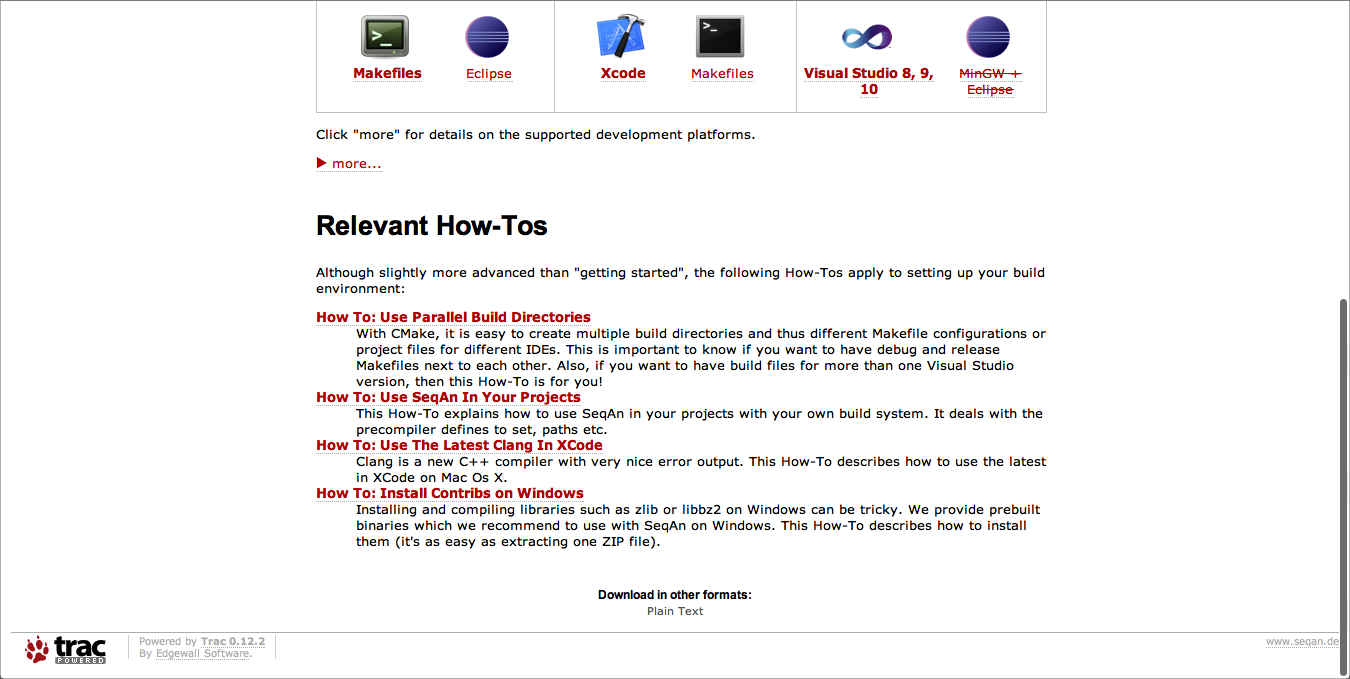 Makefiles
Eclipse
Xcode
Makefiles
Visual Studio 8, 9,
10
MinGW +
Eclipse
Click "more" for details on the supported development platforms.
▶ more...
Relevant How-Tos
Although slightly more advanced than "getting started", the following How-Tos apply to setting up your build
environment:
How To: Use Parallel Build Directories
With CMake, it is easy to create multiple build directories and thus different Makefile configurations or
project files for different IDEs. This is important to know if you want to have debug and release
Makefiles next to each other. Also, if you want to have build files for more than one Visual Studio
version, then this How-To is for you!
How To: Use SeqAn In Your Projects
This How-To explains how to use SeqAn in your projects with your own build system. It deals with the
precompiler defines to set, paths etc.
How To: Use The Latest Clang In XCode
Clang is a new C++ compiler with very nice error output. This How-To describes how to use the latest
in XCode on Mac Os X.
How To: Install Contribs on Windows
Installing and compiling libraries such as zlib or libbz2 on Windows can be tricky. We provide prebuilt
binaries which we recommend to use with SeqAn on Windows. This How-To describes how to install
them (it's as easy as extracting one ZIP file).
Download in other formats:
Plain Text
trac
POWERED
Powered by Trac 0.12.2
By Edgewall Software.
www.seqan.de